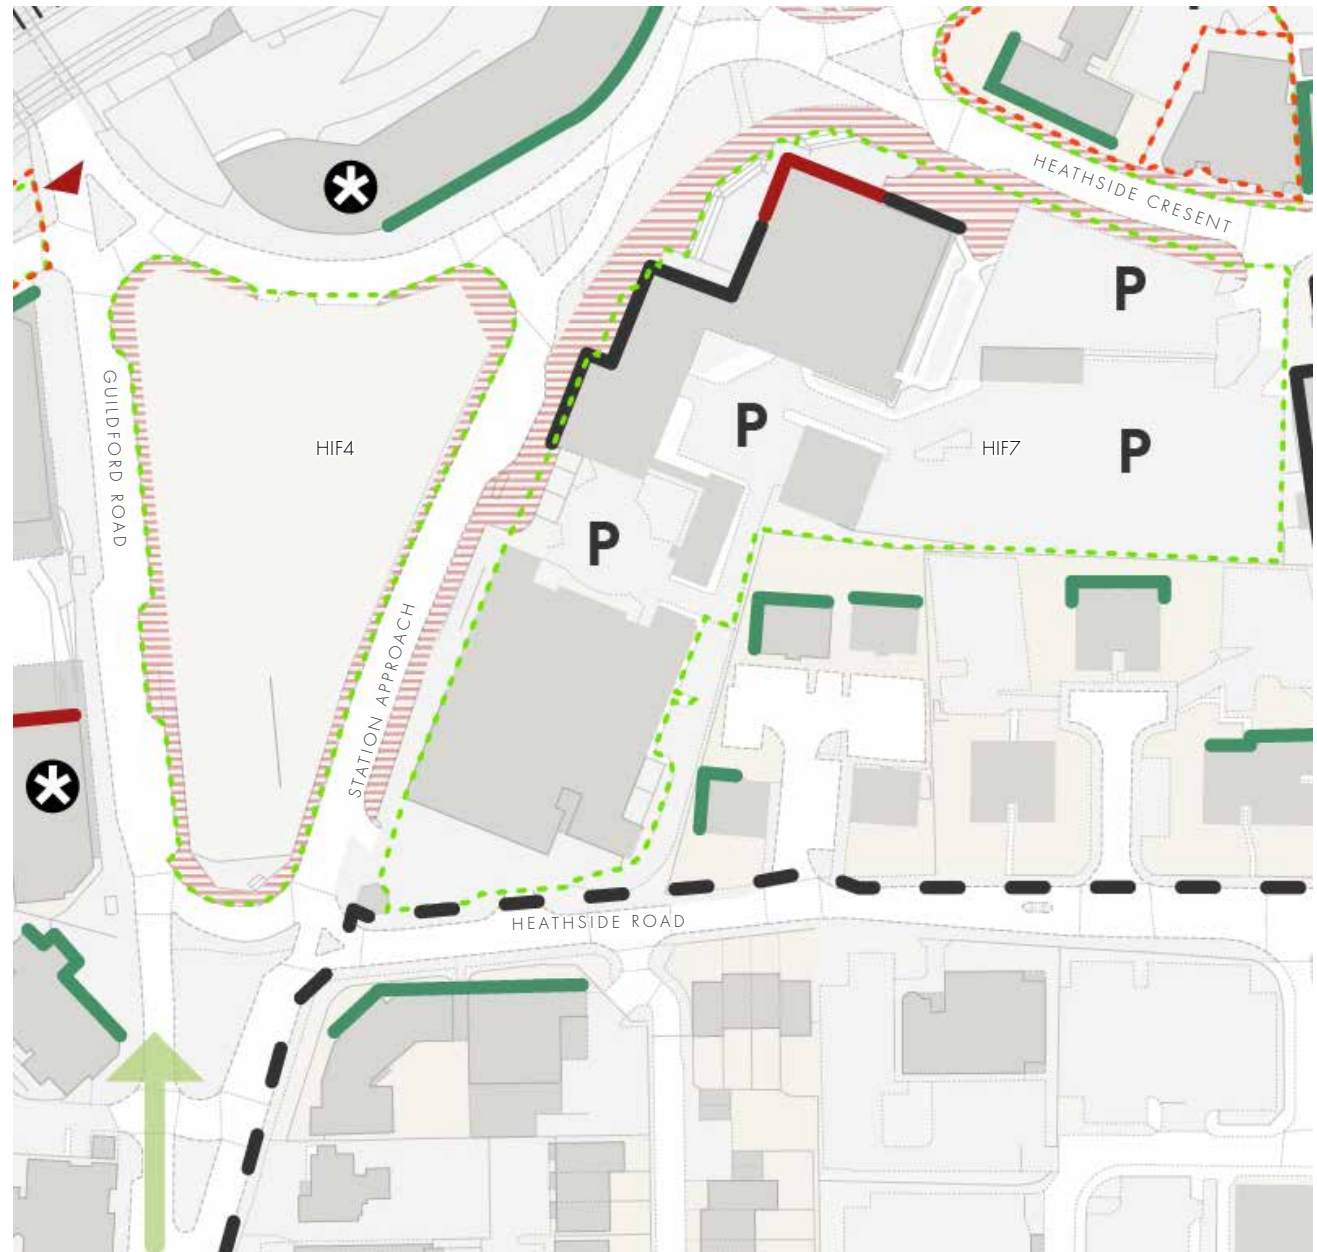 HEATHSIDE CRESENT
P
GUILDFORD ROAD
HIF4
P
HIF7
P
P
STATION APPROACH
HEATHSIDE ROAD